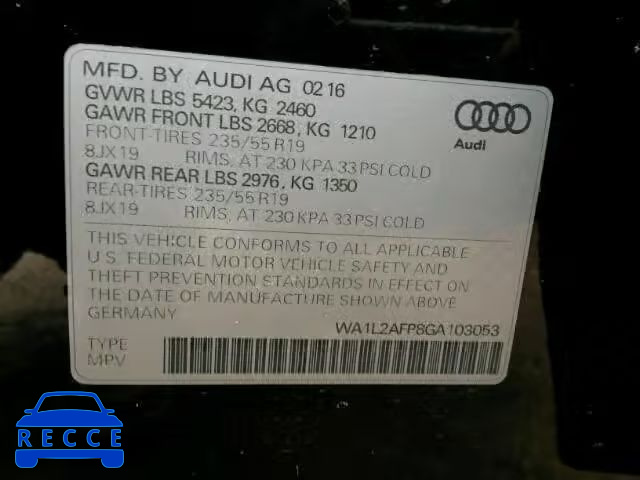 MFD. BY AUDI AG 02 16
GVWR LBS 5423, KG 2460
GAWR FRONT LBS 2668, KG 1210
FRONT-TIRES 235/55 R19
8JX19 RIMS, AT 230 KPA 33 PSI COLD
GAWR REAR LBS 2976, KG 1350
REAR-TIRES 235/55 R19
8JX19 RIMS, AT 230 KPA 33 PSI COLD
THIS VEHICLE CONFORMS TO ALL APPLICABLE
U.S. FEDERAL MOTOR VEHICLE SAFETY AND
THEFT PREVENTION STANDARDS IN EFFECT ON
THE DATE OF MANUFACTURE SHOWN ABOVE
GERMANY
WA1L2AFP8GA103053
TYPE
MPV
Audi
RECCE